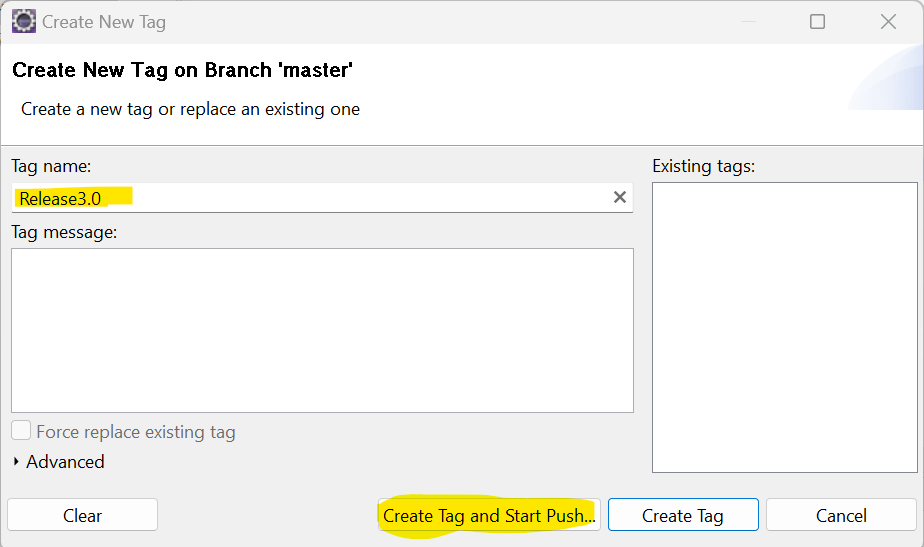 Create New Tag
Create New Tag on Branch 'master'
Create a new tag or replace an existing one
Tag name:
Existing tags:
Release3.0
Tag message:
Force replace existing tag
Advanced
Clear
Create Tag and Start Push...
Create Tag
Cancel